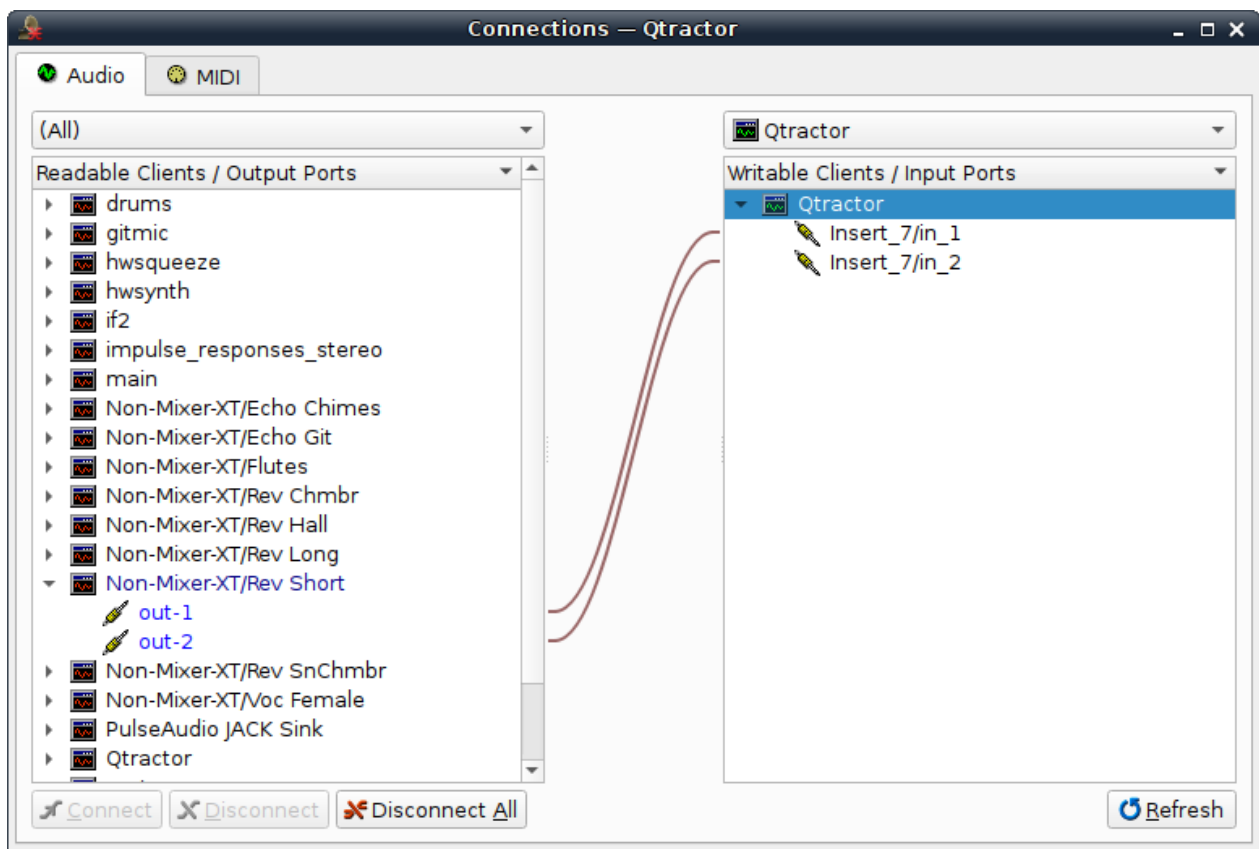 Connections — Qtractor
Audio
MIDI
(All)
Qtractor
Readable Clients / Output Ports
drums
gitmic
hwsqueeze
hwsynth
if2
impulse_responses_stereo
main
Non-Mixer-XT/Echo Chimes
Non-Mixer-XT/Echo Git
Non-Mixer-XT/Flutes
Non-Mixer-XT/Rev Chmbr
Non-Mixer-XT/Rev Hall
Non-Mixer-XT/Rev Long
Non-Mixer-XT/Rev Short
out-1
out-2
Non-Mixer-XT/Rev SnChmbr
Non-Mixer-XT/Voc Female
PulseAudio JACK Sink
Qtractor
Writable Clients / Input Ports
Qtractor
Insert_7/in_1
Insert_7/in_2
Connect
Disconnect
Disconnect All
Refresh